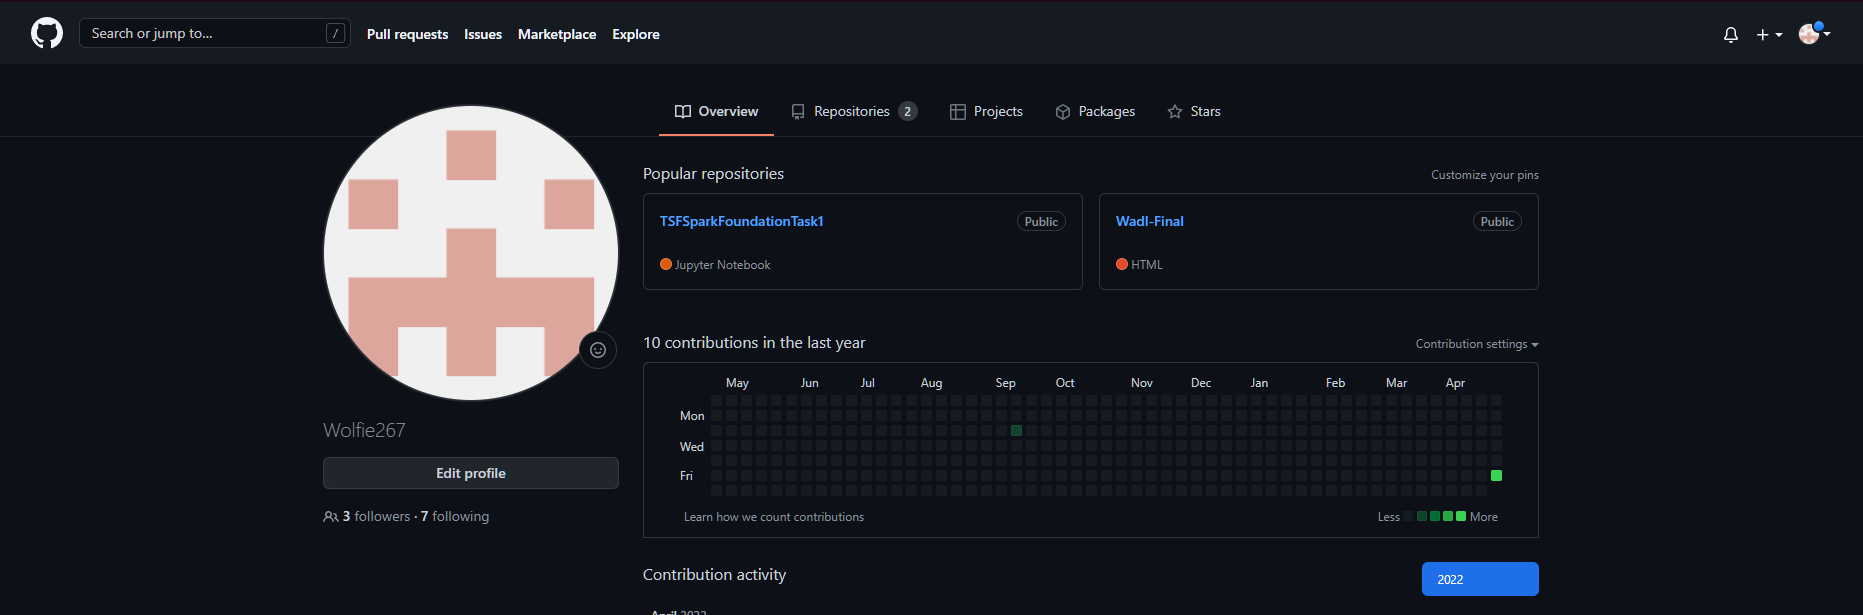 Search or jump to... /
Pull requests Issues Marketplace Explore
Overview Repositories 2 Projects Packages Stars
Wolfie267
Edit profile
3 followers · 7 following
Popular repositories Customize your pins
TSFSparkFoundationTask1 Public
Jupyter Notebook
Wadl-Final Public
HTML
10 contributions in the last year Contribution settings
May Jun Jul Aug Sep Oct Nov Dec Jan Feb Mar Apr
Mon
Wed
Fri
Learn how we count contributions Less More
Contribution activity 2022
April 2022